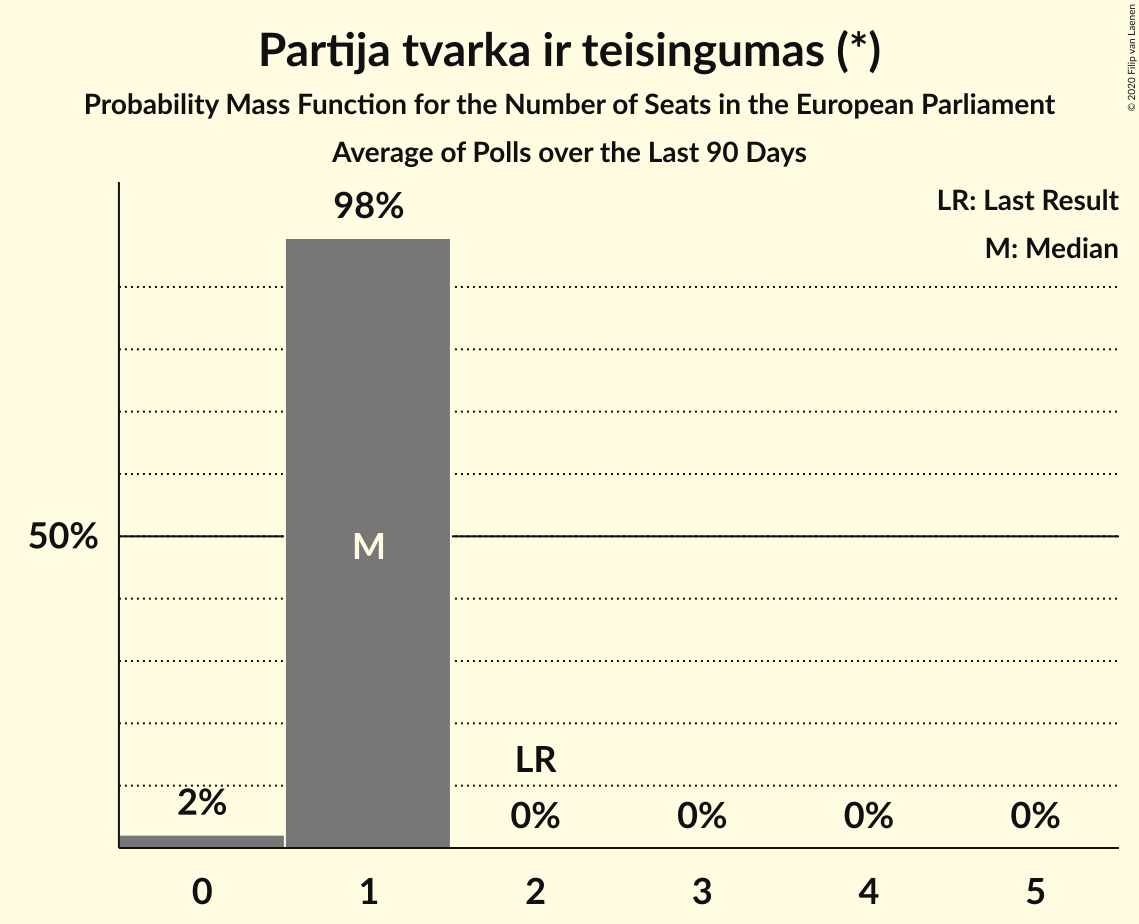 Partija tvarka ir teisingumas (*)
Probability Mass Function for the Number of Seats in the European Parliament
Average of Polls over the Last 90 Days
© 2020 Filip van Laenen
LR: Last Result
M: Median
98%
50%
M
LR
2%
0%
0%
0%
0%
0
1
2
3
4
5